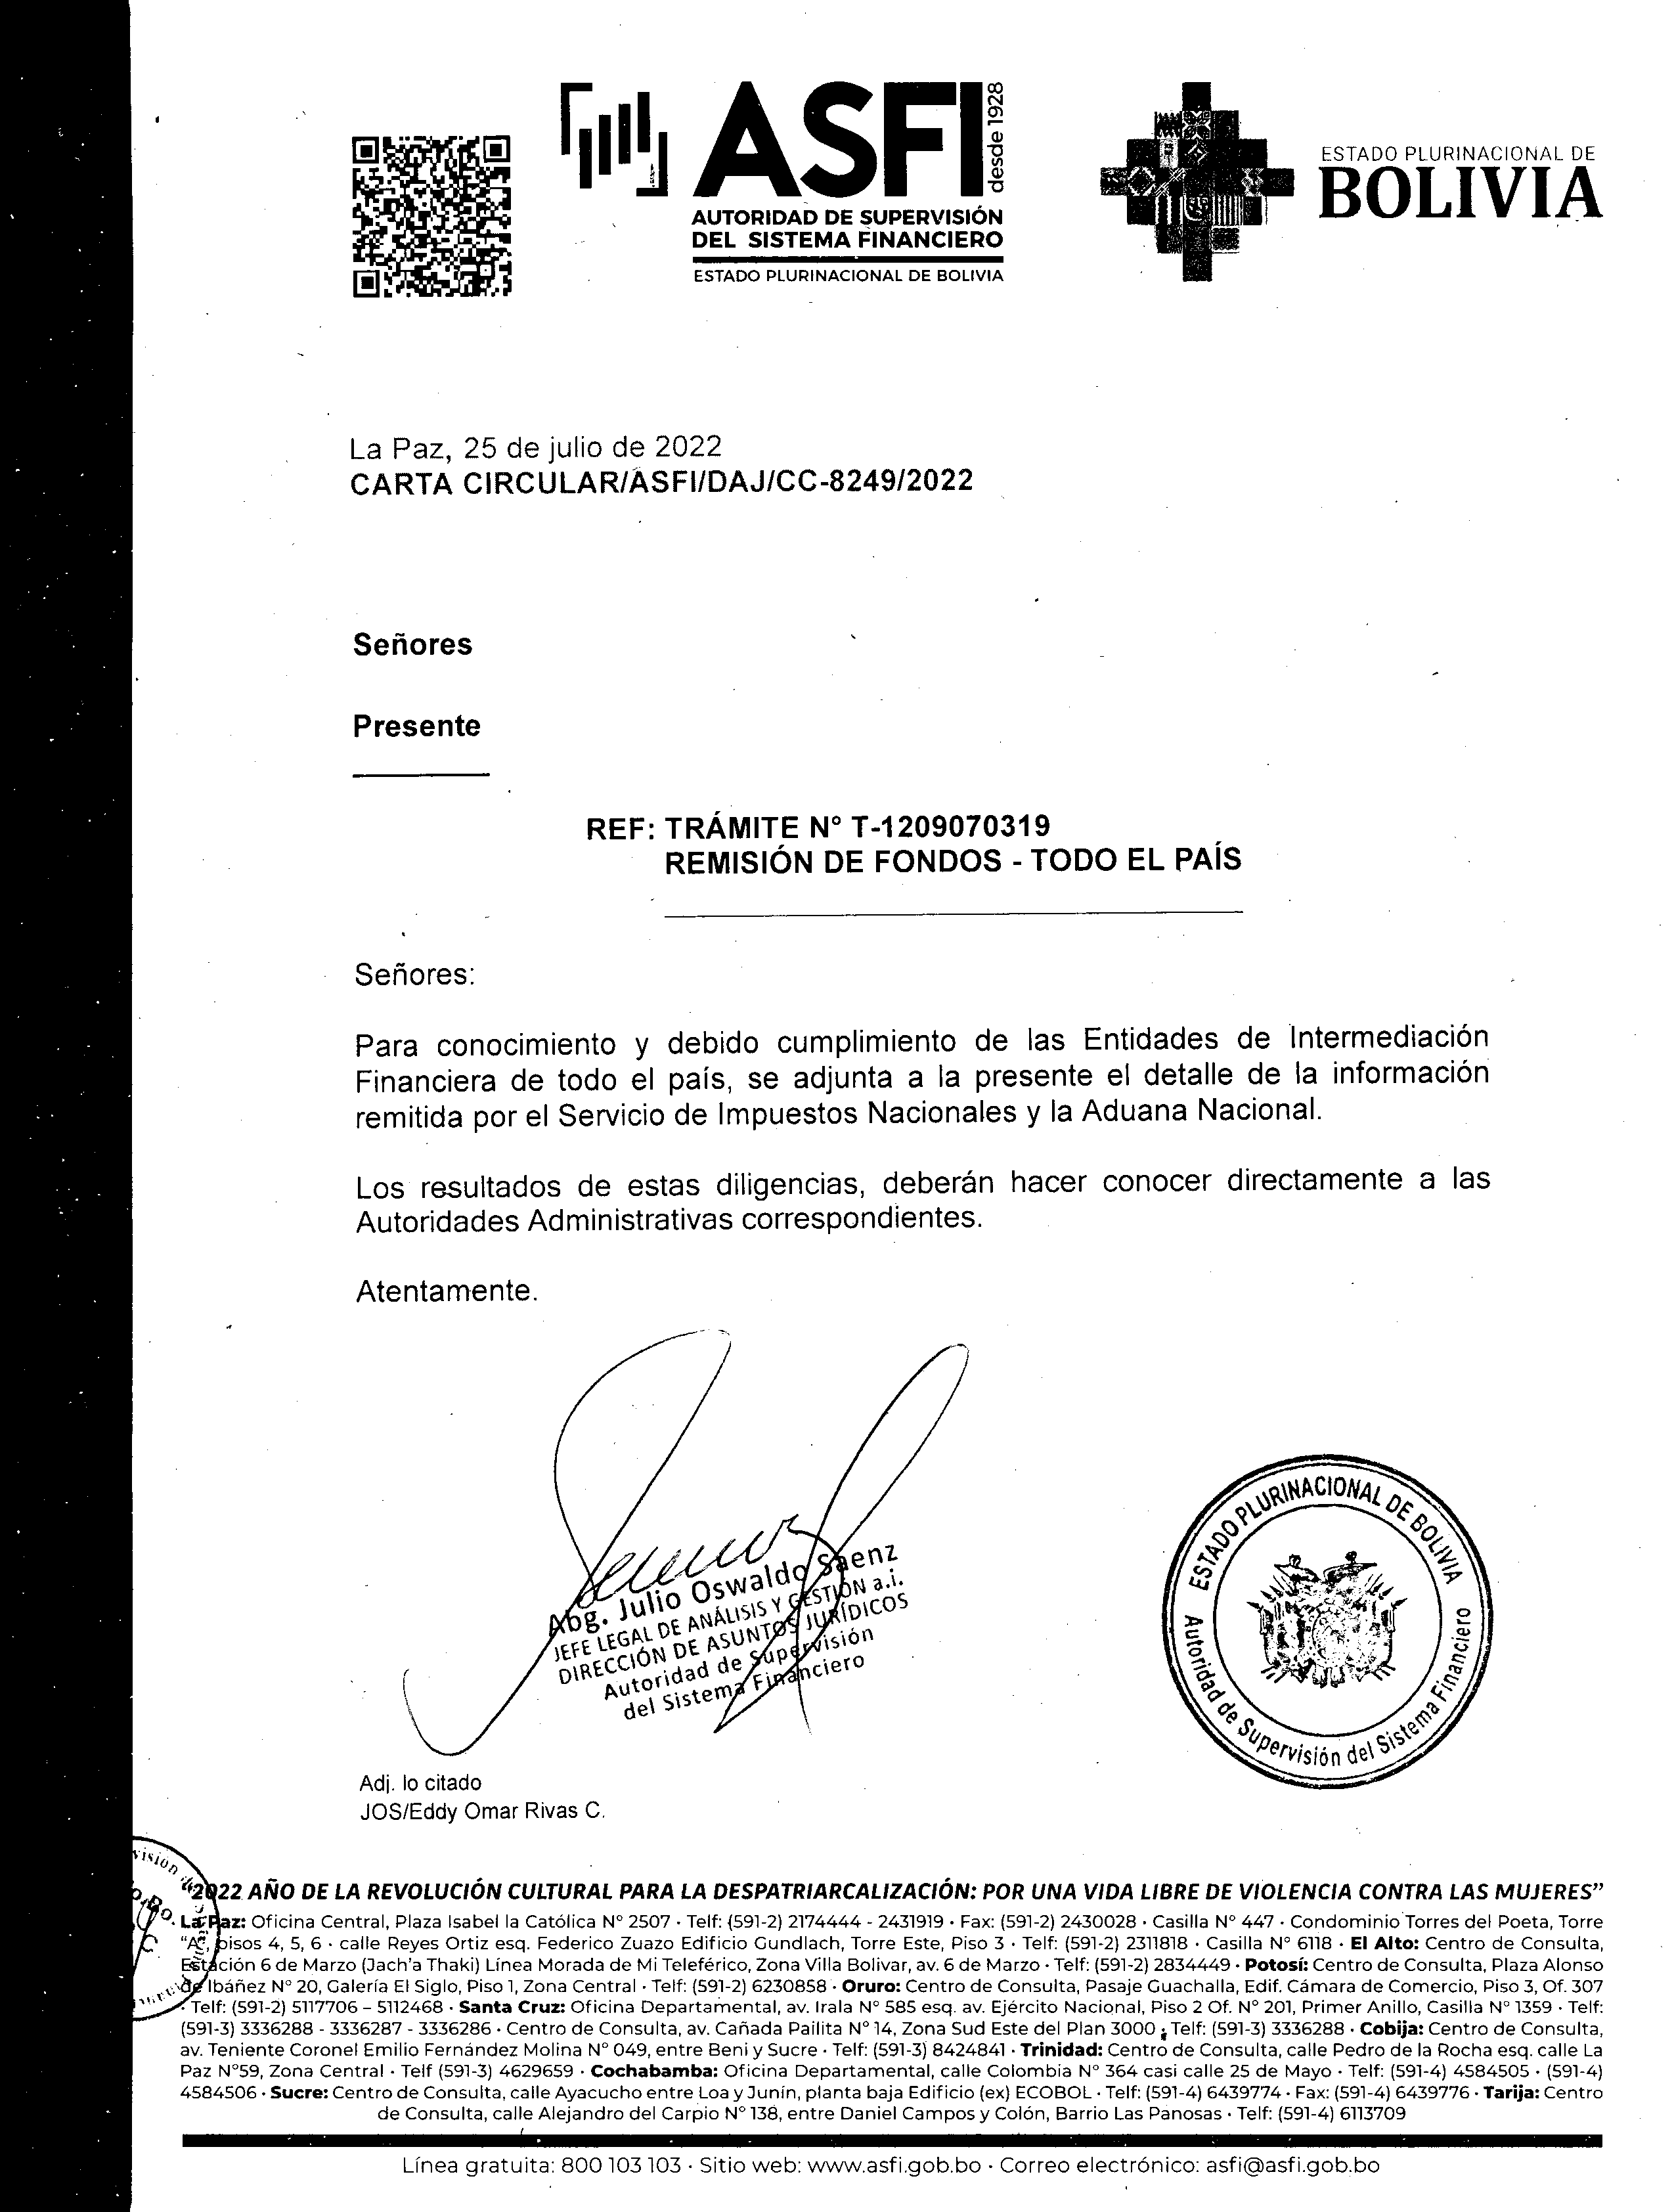 ASFI
desde 1928
AUTORIDAD DE SUPERVISIÓN
DEL SISTEMA FINANCIERO
ESTADO PLURINACIONAL DE BOLIVIA
ESTADO PLURINACIONAL DE
BOLIVIA
La Paz, 25 de julio de 2022
CARTA CIRCULAR/ASFI/DAJ/CC-8249/2022
Señores
Presente
REF: TRÁMITE N° T-1209070319
REMISIÓN DE FONDOS - TODO EL PAÍS
Señores:
Para conocimiento y debido cumplimiento de las Entidades de Intermediación
Financiera de todo el país, se adjunta a la presente el detalle de la información
remitida por el Servicio de Impuestos Nacionales y la Aduana Nacional.
Los resultados de estas diligencias, deberán hacer conocer directamente a las
Autoridades Administrativas correspondientes.
Atentamente.
Abg. Julio Oswaldo Saenz
JEFE LEGAL DE ANÁLISIS Y GESTIÓN a.i.
DIRECCIÓN DE ASUNTOS JURÍDICOS
Autoridad de Supervisión
del Sistema Financiero
ESTADO PLURINACIONAL DE BOLIVIA
Autoridad de Supervisión del Sistema Financiero
Adj. lo citado
JOS/Eddy Omar Rivas C.
"2022 AÑO DE LA REVOLUCIÓN CULTURAL PARA LA DESPATRIARCALIZACIÓN: POR UNA VIDA LIBRE DE VIOLENCIA CONTRA LAS MUJERES"
La Paz: Oficina Central, Plaza Isabel la Católica N° 2507 · Telf: (591-2) 2174444 - 2431919 · Fax: (591-2) 2430028 · Casilla N° 447 · Condominio Torres del Poeta, Torre
"A", pisos 4, 5, 6 · calle Reyes Ortiz esq. Federico Zuazo Edificio Gundlach, Torre Este, Piso 3 · Telf: (591-2) 2311818 · Casilla N° 6118 · El Alto: Centro de Consulta,
Estación 6 de Marzo (Jach'a Thaki) Línea Morada de Mi Teleférico, Zona Villa Bolivar, av. 6 de Marzo · Telf: (591-2) 2834449 · Potosí: Centro de Consulta, Plaza Alonso
de Ibáñez N° 20, Galería El Siglo, Piso 1, Zona Central · Telf: (591-2) 6230858 · Oruro: Centro de Consulta, Pasaje Guachalla, Edif. Cámara de Comercio, Piso 3, Of. 307
· Telf: (591-2) 5117706 – 5112468 · Santa Cruz: Oficina Departamental, av. Irala N° 585 esq. av. Ejército Nacional, Piso 2 Of. N° 201, Primer Anillo, Casilla N° 1359 · Telf:
(591-3) 3336288 - 3336287 - 3336286 · Centro de Consulta, av. Cañada Pailita N° 14, Zona Sud Este del Plan 3000 ; Telf: (591-3) 3336288 · Cobija: Centro de Consulta,
av. Teniente Coronel Emilio Fernández Molina N° 049, entre Beni y Sucre · Telf: (591-3) 8424841 · Trinidad: Centro de Consulta, calle Pedro de la Rocha esq. calle La
Paz N°59, Zona Central · Telf (591-3) 4629659 · Cochabamba: Oficina Departamental, calle Colombia N° 364 casi calle 25 de Mayo · Telf: (591-4) 4584505 · (591-4)
4584506 · Sucre: Centro de Consulta, calle Ayacucho entre Loa y Junín, planta baja Edificio (ex) ECOBOL · Telf: (591-4) 6439774 · Fax: (591-4) 6439776 · Tarija: Centro
de Consulta, calle Alejandro del Carpio N° 138, entre Daniel Campos y Colón, Barrio Las Panosas · Telf: (591-4) 6113709
Línea gratuita: 800 103 103 · Sitio web: www.asfi.gob.bo · Correo electrónico: asfi@asfi.gob.bo